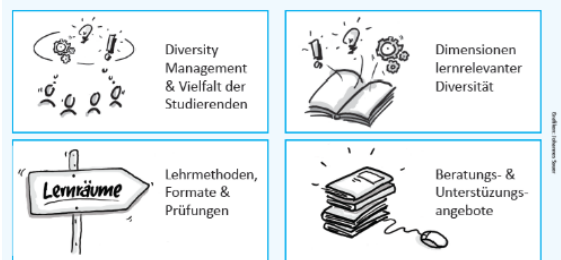 Diversity
Management
& Vielfalt der
Studierenden
Dimensionen
lernrelevanter
Diversität
Lernräume
Lehrmethoden,
Formate &
Prüfungen
Beratungs- &
Unterstüzungs-
angebote